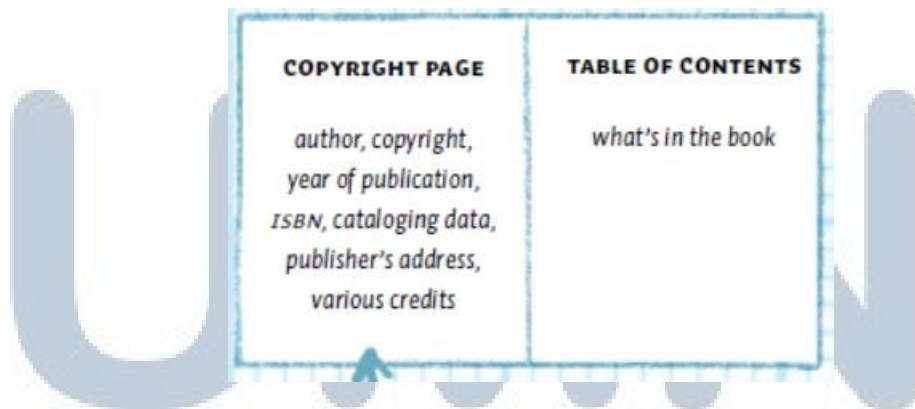 COPYRIGHT PAGE
author, copyright,
year of publication,
ISBN, cataloging data,
publisher's address,
various credits
TABLE OF CONTENTS
what's in the book